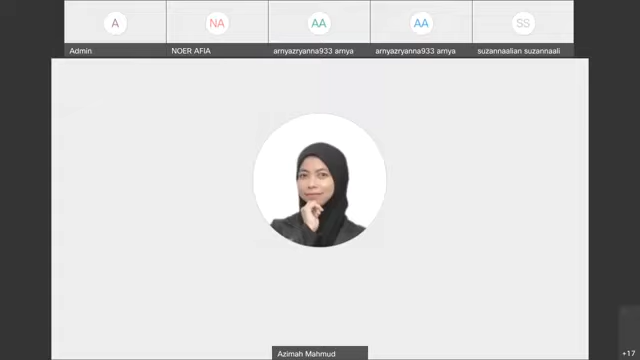 A
NA
AA
AA
SS
Admin
NOER AFIA
arnyazryanna933 arnya
arnyazryanna933 arnya
suzannaalian suzannaali
Azimah Mahmud
+17